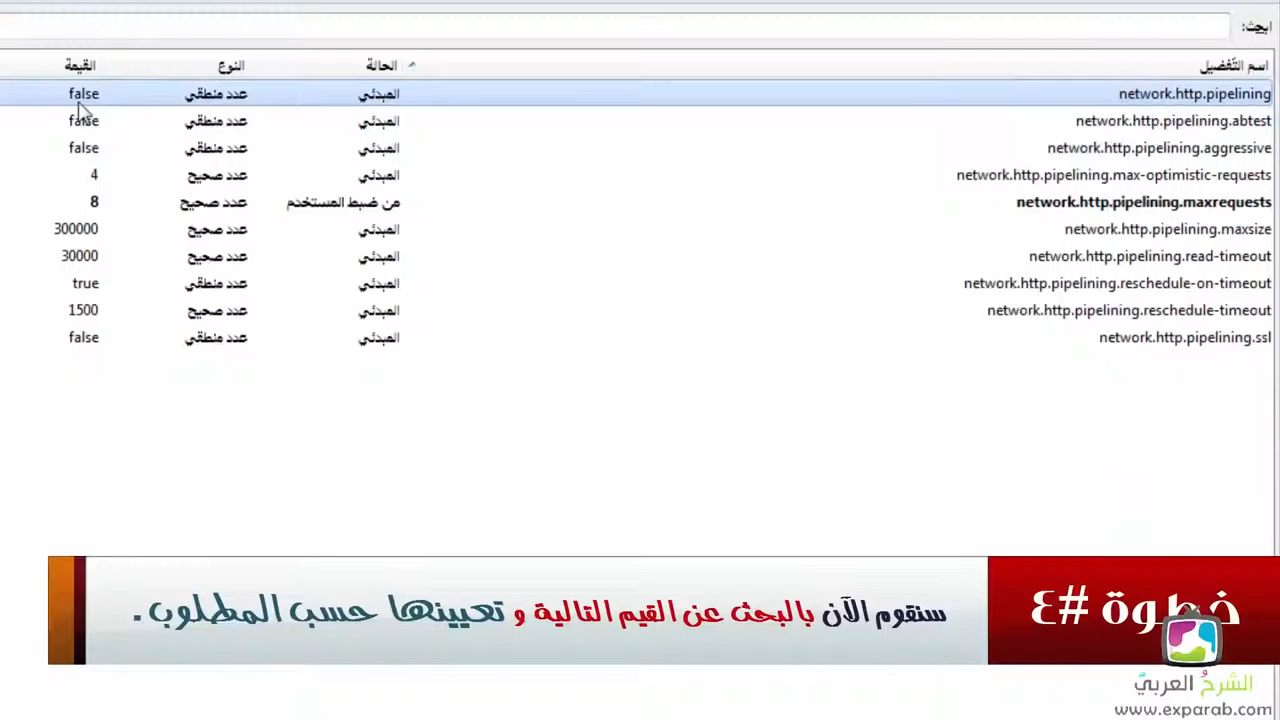 ابحث:
اسم التّفضيل الحالة النوع القيمة
network.http.pipelining المبدئي عدد منطقي false
network.http.pipelining.abtest المبدئي عدد منطقي false
network.http.pipelining.aggressive المبدئي عدد منطقي false
network.http.pipelining.max-optimistic-requests المبدئي عدد صحيح 4
network.http.pipelining.maxrequests من ضبط المستخدم عدد صحيح 8
network.http.pipelining.maxsize المبدئي عدد صحيح 300000
network.http.pipelining.read-timeout المبدئي عدد صحيح 30000
network.http.pipelining.reschedule-on-timeout المبدئي عدد منطقي true
network.http.pipelining.reschedule-timeout المبدئي عدد صحيح 1500
network.http.pipelining.ssl المبدئي عدد منطقي false
خطوة #٤
سنقوم الآن بالبحث عن القيم التالية و تعيينها حسب المطلوب .
الشرحُ العربيّ
www.exparab.com